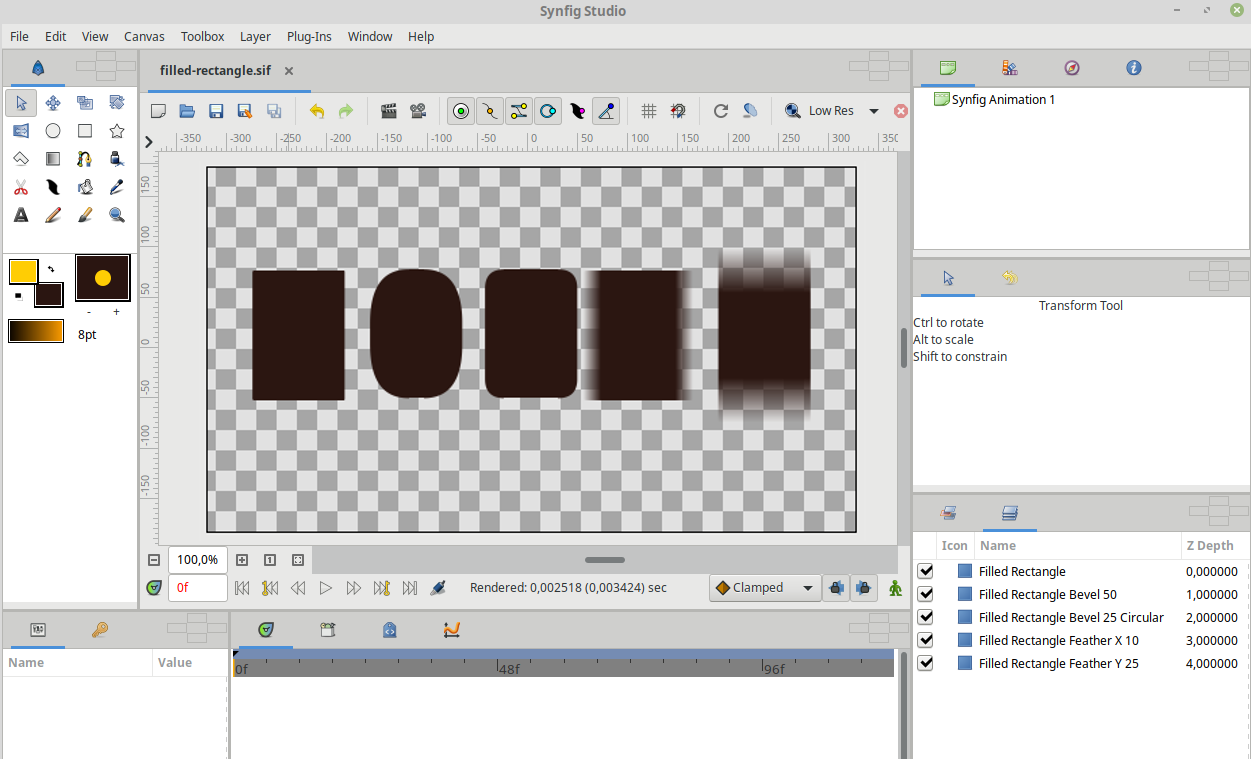 Synfig Studio
File Edit View Canvas Toolbox Layer Plug-Ins Window Help
filled-rectangle.sif
Low Res
-350 -300 -250 -200 -150 -100 -50 0 50 100 150 200 250 300 350
150
100
50
0
-50
-100
-150
- +
8pt
100,0%
0f
Rendered: 0,002518 (0,003424) sec
Clamped
Name Value
0f 48f 96f
Synfig Animation 1
Transform Tool
Ctrl to rotate
Alt to scale
Shift to constrain
Icon Name Z Depth
Filled Rectangle 0,000000
Filled Rectangle Bevel 50 1,000000
Filled Rectangle Bevel 25 Circular 2,000000
Filled Rectangle Feather X 10 3,000000
Filled Rectangle Feather Y 25 4,000000